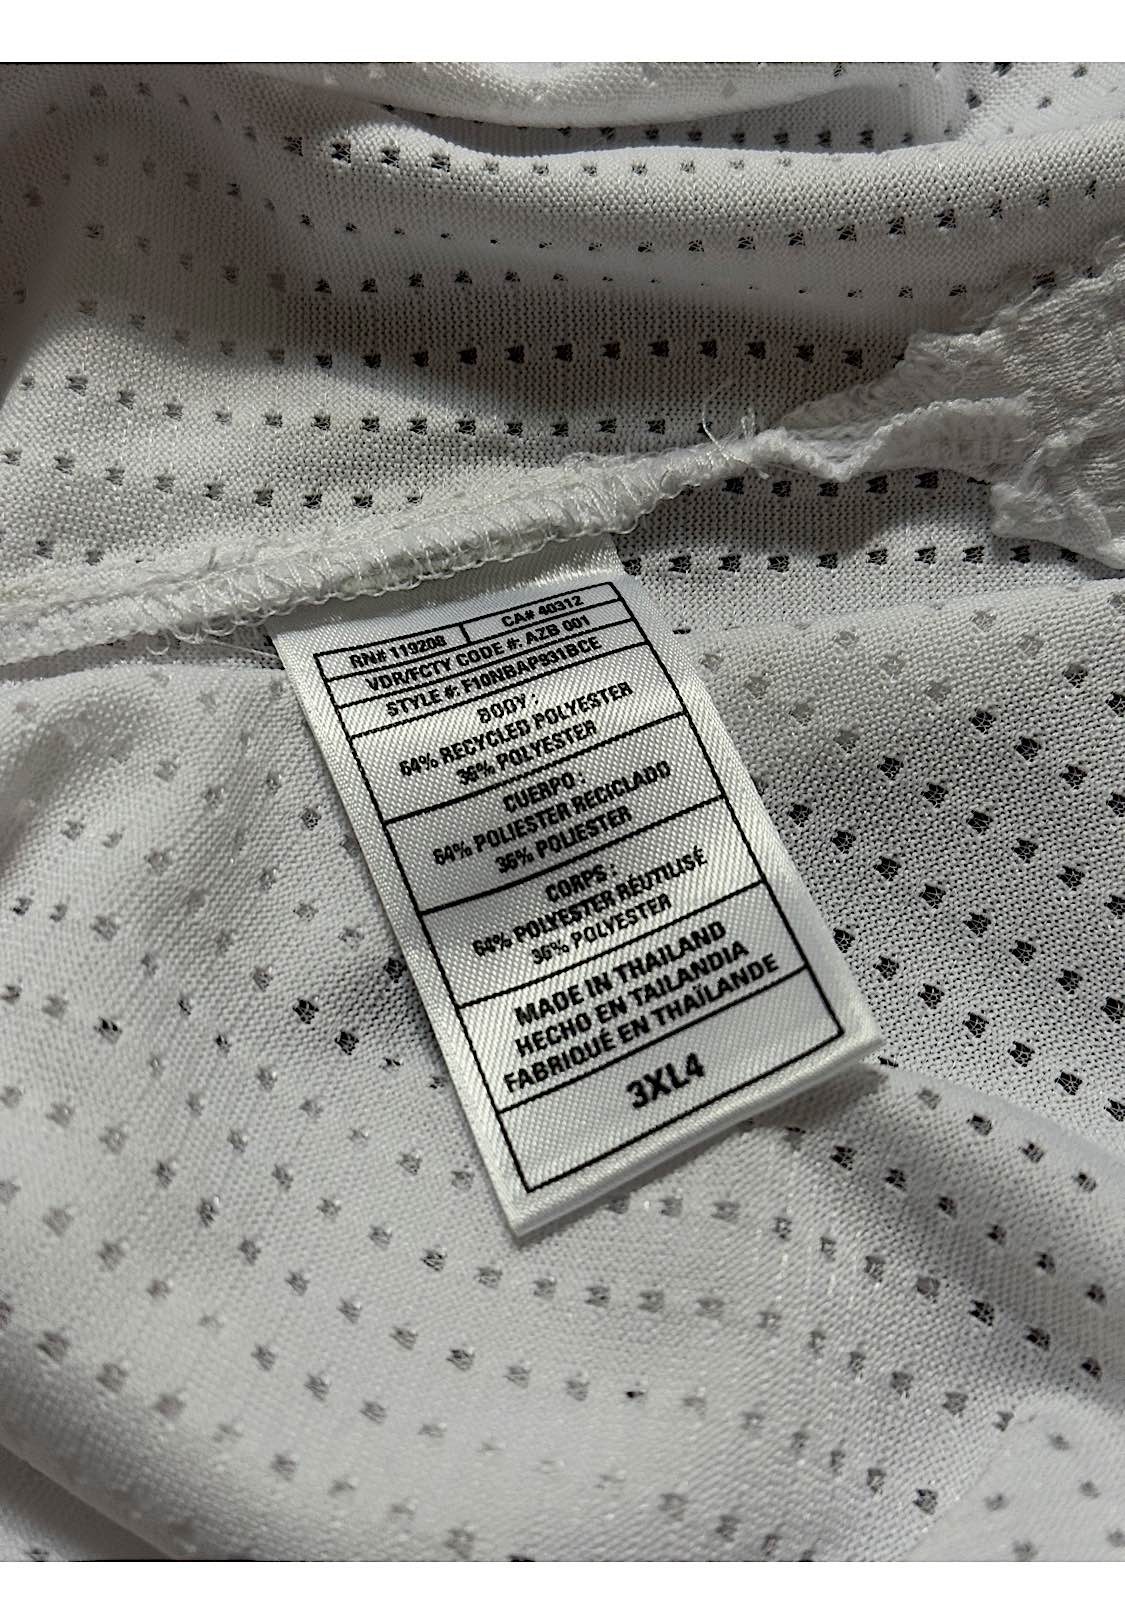 RN# 119208 CA# 40312
VDR/FCTY CODE #: AZB 001
STYLE #: F10NBAP931BCE
BODY :
64% RECYCLED POLYESTER
36% POLYESTER
CUERPO :
64% POLIESTER RECICLADO
36% POLIESTER
CORPS :
64% POLYESTER RÉUTILISÉ
36% POLYESTER
MADE IN THAILAND
HECHO EN TAILANDIA
FABRIQUÉ EN THAÏLANDE
3XL4